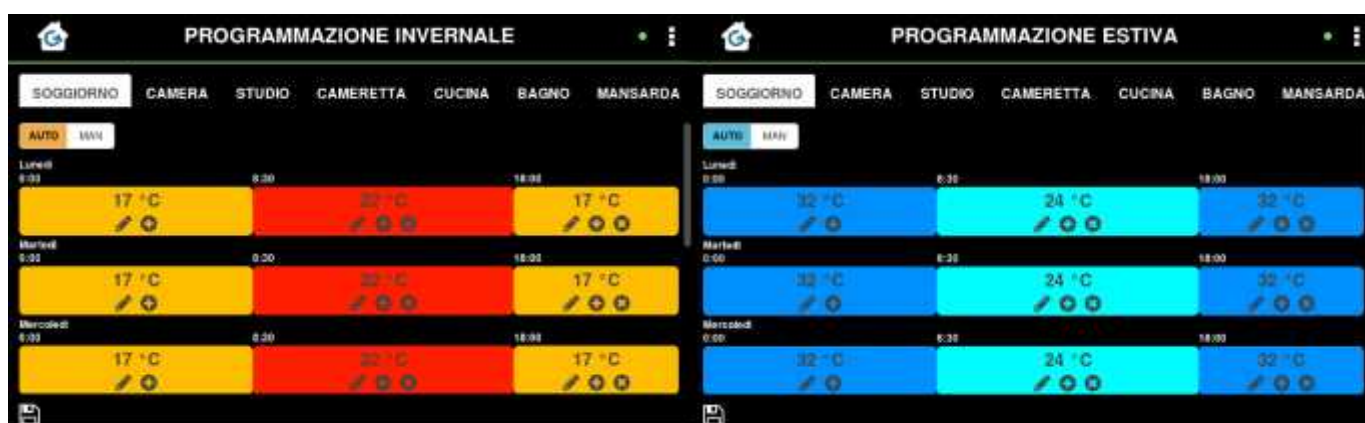 PROGRAMMAZIONE INVERNALE
SOGGIORNO CAMERA STUDIO CAMERETTA CUCINA BAGNO MANSARDA
AUTO MAN
Lunedì
0:00 8:30 18:00
17 °C 22 °C 17 °C
Martedì
0:00 8:30 18:00
17 °C 22 °C 17 °C
Mercoledì
0:00 8:30 18:00
17 °C 22 °C 17 °C
PROGRAMMAZIONE ESTIVA
SOGGIORNO CAMERA STUDIO CAMERETTA CUCINA BAGNO MANSARDA
AUTO MAN
Lunedì
0:00 8:30 18:00
32 °C 24 °C 32 °C
Martedì
0:00 8:30 18:00
32 °C 24 °C 32 °C
Mercoledì
0:00 8:30 18:00
32 °C 24 °C 32 °C